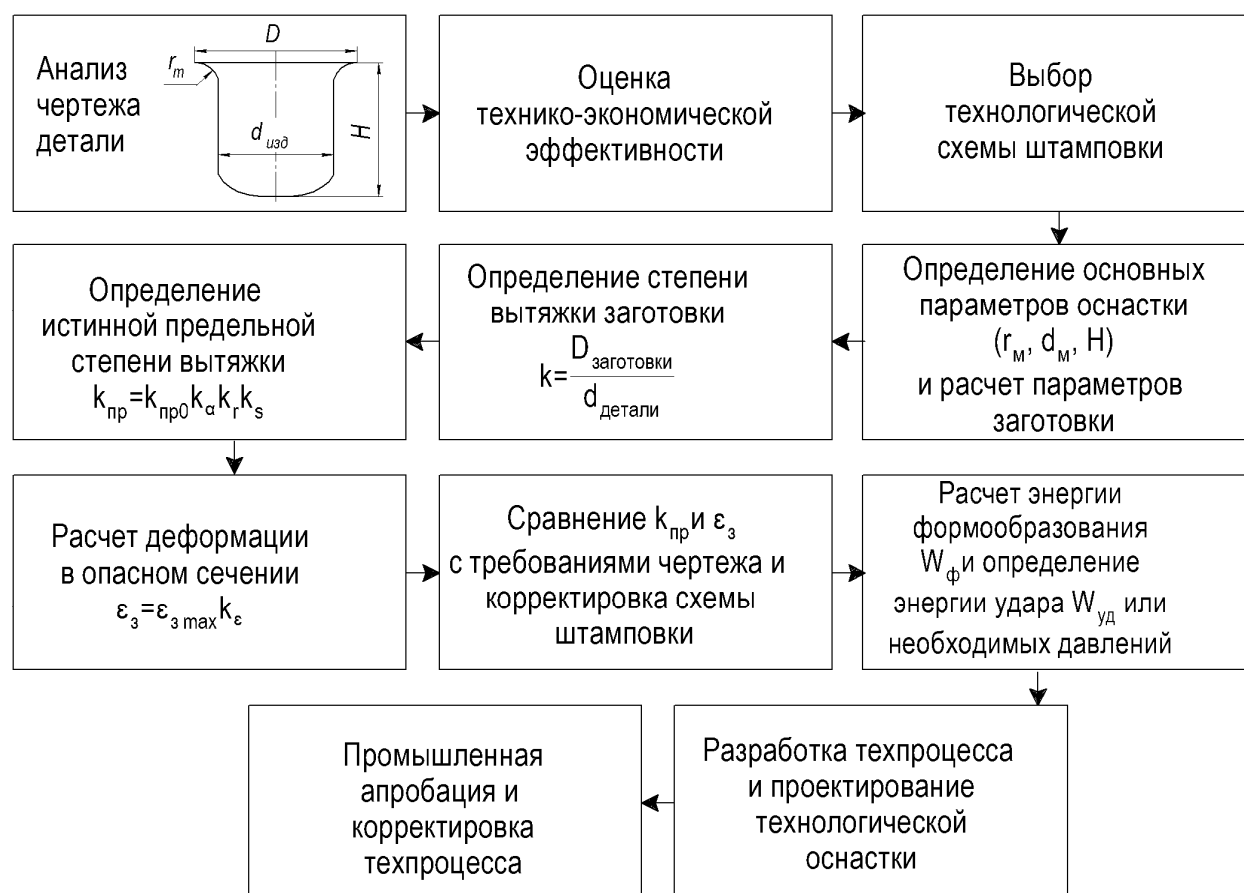 Анализ
чертежа
детали
D
r_m
d_изд
H
Оценка
технико-экономической
эффективности
Выбор
технологической
схемы штамповки
Определение основных
параметров оснастки
(r_м, d_м, H)
и расчет параметров
заготовки
Определение степени
вытяжки заготовки
k=D_заготовки/d_детали
Определение
истинной предельной
степени вытяжки
k_пр=k_пр0k_αk_rk_s
Расчет деформации
в опасном сечении
ε_з=ε_з max k_ε
Сравнение k_пр и ε_з
с требованиями чертежа и
корректировка схемы
штамповки
Расчет энергии
формообразования
W_ф и определение
энергии удара W_уд или
необходимых давлений
Разработка техпроцесса
и проектирование
технологической
оснастки
Промышленная
апробация и
корректировка
техпроцесса